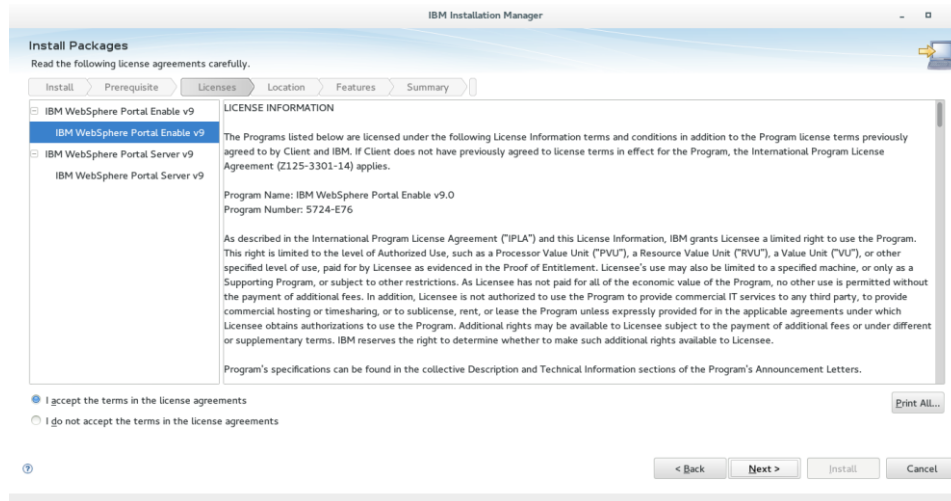 IBM Installation Manager
Install Packages
Read the following license agreements carefully.
Install Prerequisite Licenses Location Features Summary
IBM WebSphere Portal Enable v9
IBM WebSphere Portal Enable v9
IBM WebSphere Portal Server v9
IBM WebSphere Portal Server v9
LICENSE INFORMATION
The Programs listed below are licensed under the following License Information terms and conditions in addition to the Program license terms previously
agreed to by Client and IBM. If Client does not have previously agreed to license terms in effect for the Program, the International Program License
Agreement (Z125-3301-14) applies.
Program Name: IBM WebSphere Portal Enable v9.0
Program Number: 5724-E76
As described in the International Program License Agreement ("IPLA") and this License Information, IBM grants Licensee a limited right to use the Program.
This right is limited to the level of Authorized Use, such as a Processor Value Unit ("PVU"), a Resource Value Unit ("RVU"), a Value Unit ("VU"), or other
specified level of use, paid for by Licensee as evidenced in the Proof of Entitlement. Licensee's use may also be limited to a specified machine, or only as a
Supporting Program, or subject to other restrictions. As Licensee has not paid for all of the economic value of the Program, no other use is permitted without
the payment of additional fees. In addition, Licensee is not authorized to use the Program to provide commercial IT services to any third party, to provide
commercial hosting or timesharing, or to sublicense, rent, or lease the Program unless expressly provided for in the applicable agreements under which
Licensee obtains authorizations to use the Program. Additional rights may be available to Licensee subject to the payment of additional fees or under different
or supplementary terms. IBM reserves the right to determine whether to make such additional rights available to Licensee.
Program's specifications can be found in the collective Description and Technical Information sections of the Program's Announcement Letters.
I accept the terms in the license agreements
I do not accept the terms in the license agreements
Print All...
? < Back Next > Install Cancel